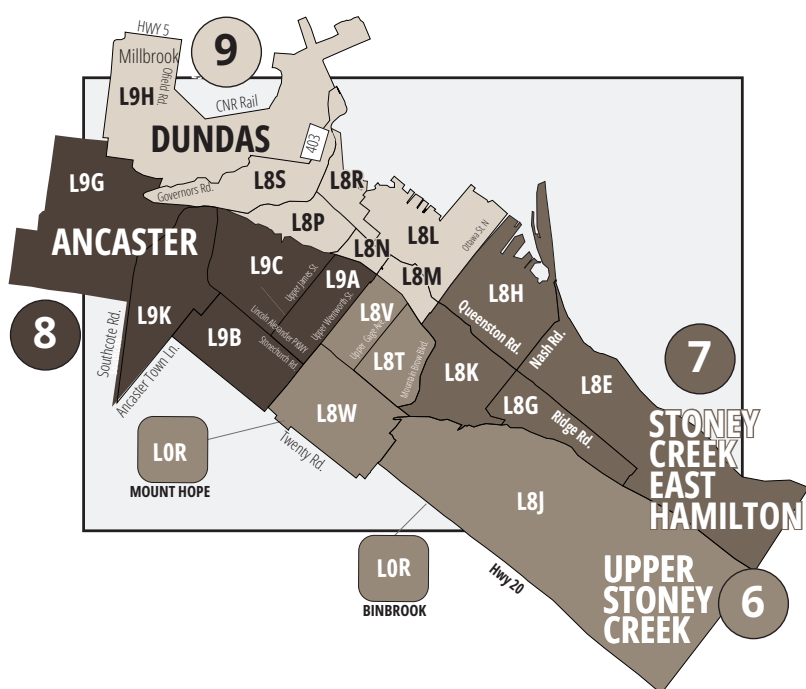 HWY 5
9
Millbrook
Ofield Rd.
L9H
CNR Rail
DUNDAS
403
L9G
Governors Rd.
L8S
L8R
L8P
L8L
Ottawa St. N
ANCASTER
L8N
L9C
L9A
L8M
Upper James St
Upper Wentworth St.
L8H
8
L9K
L9B
Lincoln Alexander PKWY
Stonechurch Rd.
L8V
Queenston Rd.
Nash Rd.
Southcote Rd.
Ancaster Town Ln.
L8T
Mountain Brow Blvd.
L8K
7
L8E
L8G
Ridge Rd.
L8W
Twenty Rd.
STONEY
CREEK
EAST
HAMILTON
L0R
MOUNT HOPE
L8J
L0R
BINBROOK
Hwy 20
UPPER
STONEY
CREEK
6